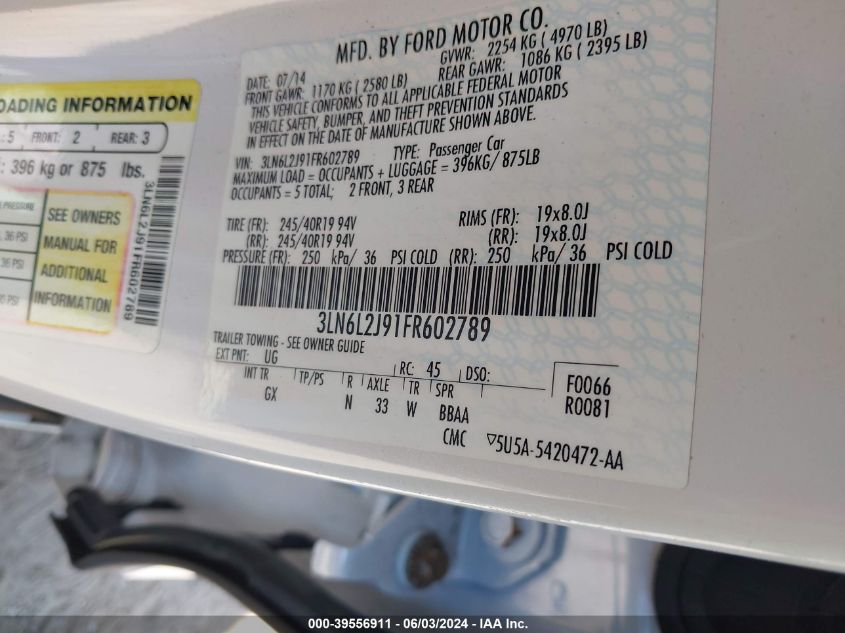 OADING INFORMATION
: 5 FRONT: 2 REAR: 3
: 396 kg or 875 lbs.
PRESSURE
36 PSI
36 PSI
PSI
SEE OWNERS
MANUAL FOR
ADDITIONAL
INFORMATION
3LN6L2J91FR602789
MFD. BY FORD MOTOR CO.
DATE: 07/14 GVWR: 2254 KG ( 4970 LB)
FRONT GAWR: 1170 KG ( 2580 LB) REAR GAWR: 1086 KG ( 2395 LB)
THIS VEHICLE CONFORMS TO ALL APPLICABLE FEDERAL MOTOR
VEHICLE SAFETY, BUMPER, AND THEFT PREVENTION STANDARDS
IN EFFECT ON THE DATE OF MANUFACTURE SHOWN ABOVE.
VIN: 3LN6L2J91FR602789 TYPE: Passenger Car
MAXIMUM LOAD = OCCUPANTS + LUGGAGE = 396KG/ 875LB
OCCUPANTS = 5 TOTAL; 2 FRONT, 3 REAR
TIRE (FR): 245/40R19 94V RIMS (FR): 19x8.0J
(RR): 245/40R19 94V (RR): 19x8.0J
PRESSURE (FR): 250 kPa/ 36 PSI COLD (RR): 250 kPa/ 36 PSI COLD
3LN6L2J91FR602789
TRAILER TOWING - SEE OWNER GUIDE
EXT PNT: UG RC: 45 DSO: F0066
INT TR TP/PS R AXLE TR SPR R0081
GX N 33 W BBAA
CMC ▽5U5A-5420472-AA
000-39556911 - 06/03/2024 - IAA Inc.